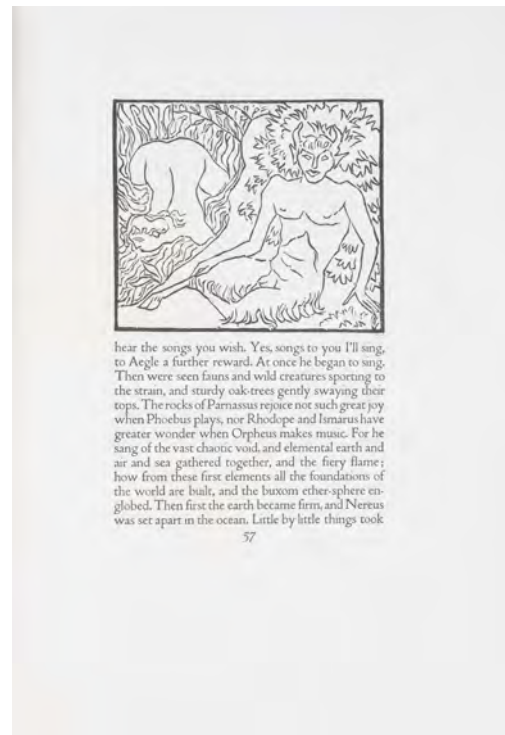 hear the songs you wish. Yes, songs to you I'll sing,
to Aegle a further reward. At once he began to sing.
Then were seen fauns and wild creatures sporting to
the strain, and sturdy oak-trees gently swaying their
tops. The rocks of Parnassus rejoice not such great joy
when Phoebus plays, nor Rhodope and Ismarus have
greater wonder when Orpheus makes music. For he
sang of the vast chaotic void, and elemental earth and
air and sea gathered together, and the fiery flame;
how from these first elements all the foundations of
the world are built, and the buxom ether-sphere en-
globed. Then first the earth became firm, and Nereus
was set apart in the ocean. Little by little things took
57